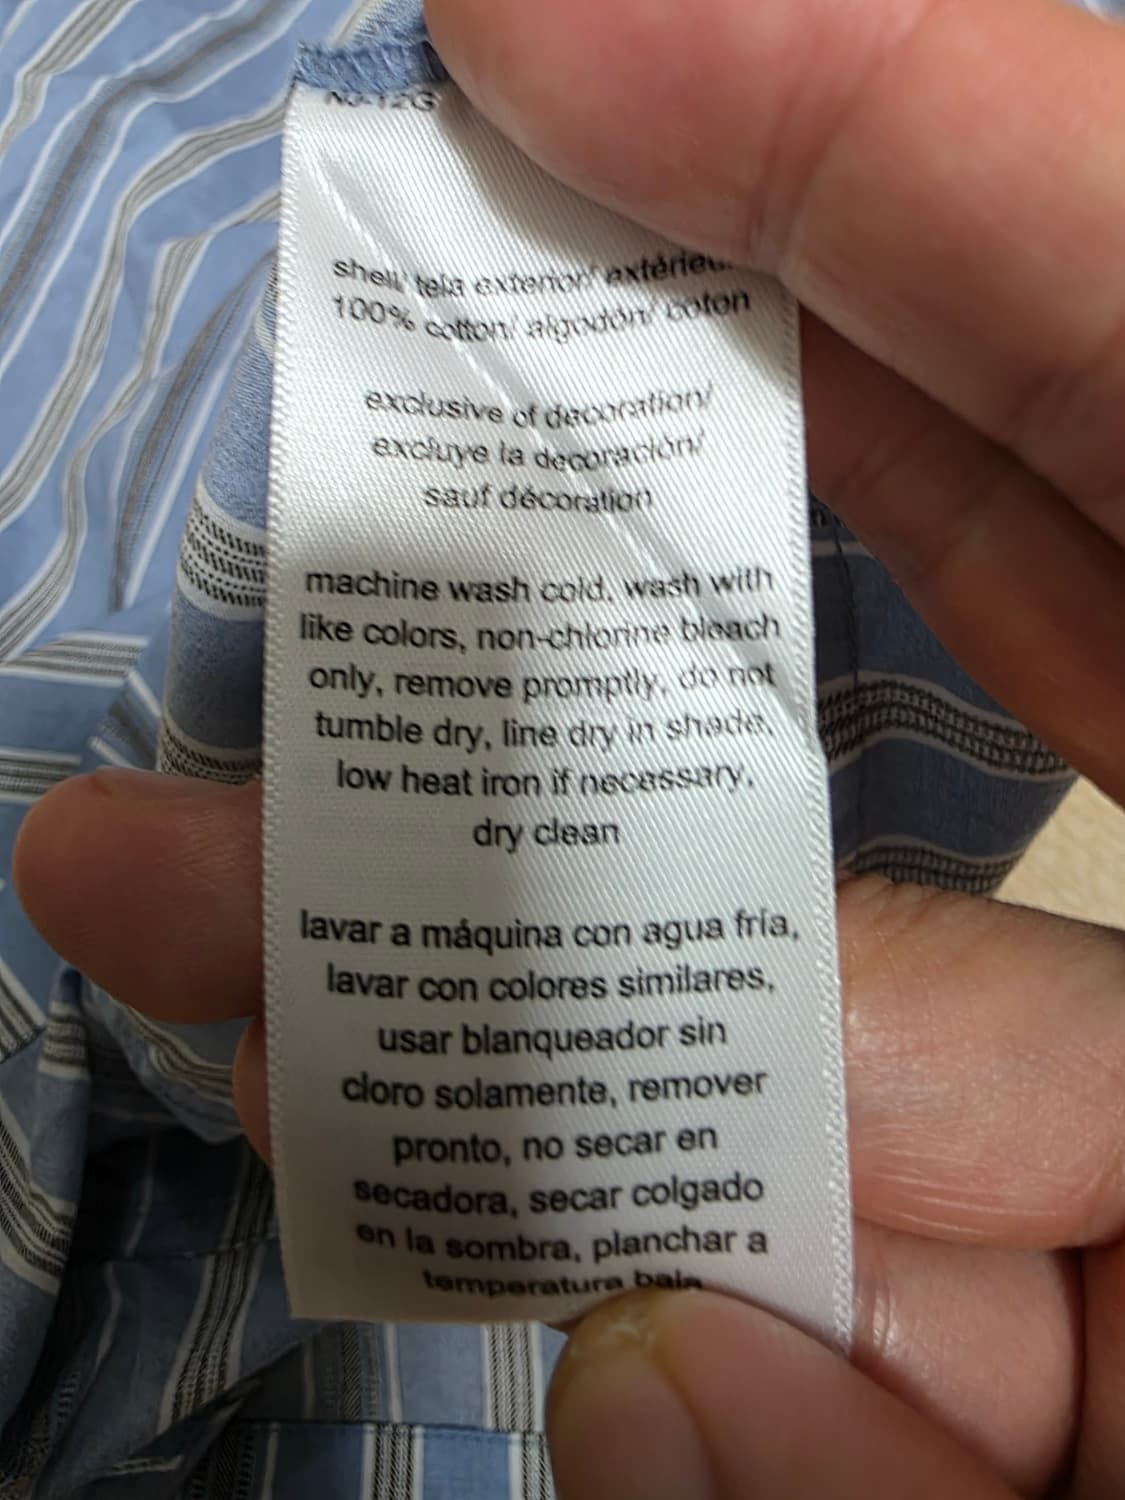 shell/ tela exterior/ extérieur
100% cotton/ algodón/ coton
exclusive of decoration/
excluye la decoración/
sauf décoration
machine wash cold, wash with
like colors, non-chlorine bleach
only, remove promptly, do not
tumble dry, line dry in shade,
low heat iron if necessary,
dry clean
lavar a máquina con agua fría,
lavar con colores similares,
usar blanqueador sin
cloro solamente, remover
pronto, no secar en
secadora, secar colgado
en la sombra, planchar a
temperatura baja